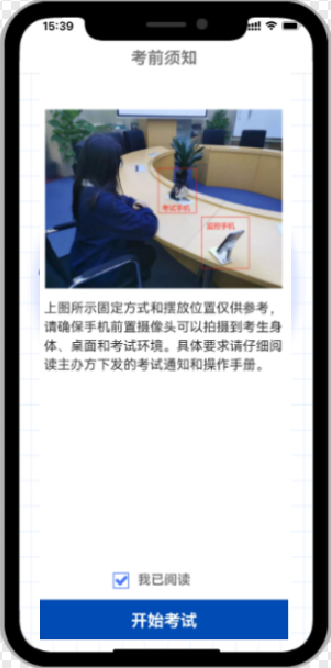 15:39
考前须知
考试手机
监控手机
上图所示固定方式和摆放位置仅供参考，
请确保手机前置摄像头可以拍摄到考生身
体、桌面和考试环境。具体要求请仔细阅
读主办方下发的考试通知和操作手册。
我已阅读
开始考试